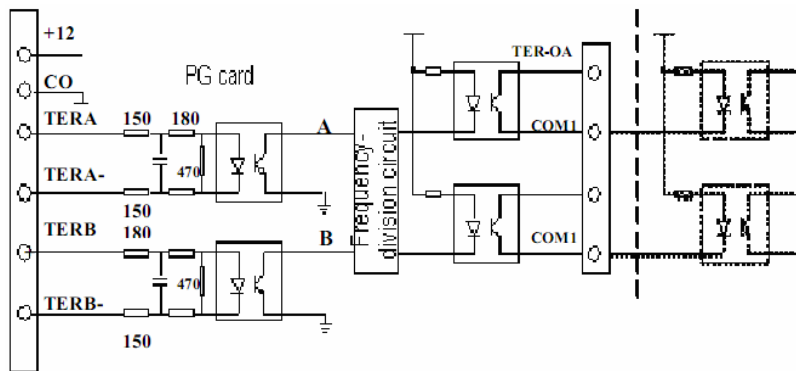 +12
CO
PG card
TERA
150
180
A
TER-OA
TERA-
470
COM1
150
TERB
180
B
Frequency-
division circuit
470
COM1
TERB-
150